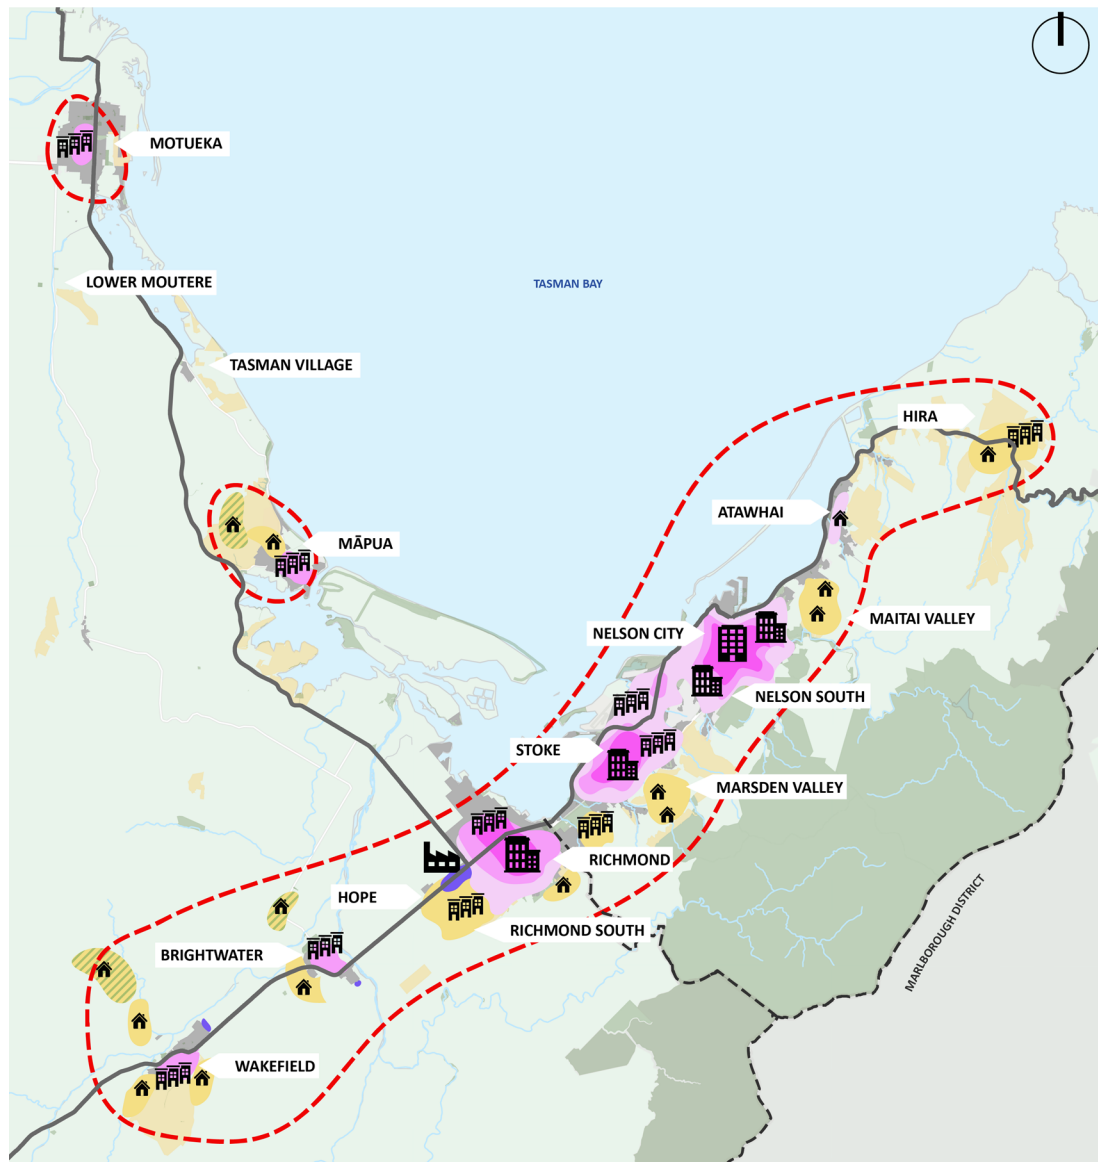 MOTUEKA
LOWER MOUTERE
TASMAN BAY
TASMAN VILLAGE
HIRA
ATAWHAI
MĀPUA
MAITAI VALLEY
NELSON CITY
NELSON SOUTH
STOKE
MARSDEN VALLEY
RICHMOND
HOPE
RICHMOND SOUTH
MARLBOROUGH DISTRICT
BRIGHTWATER
WAKEFIELD